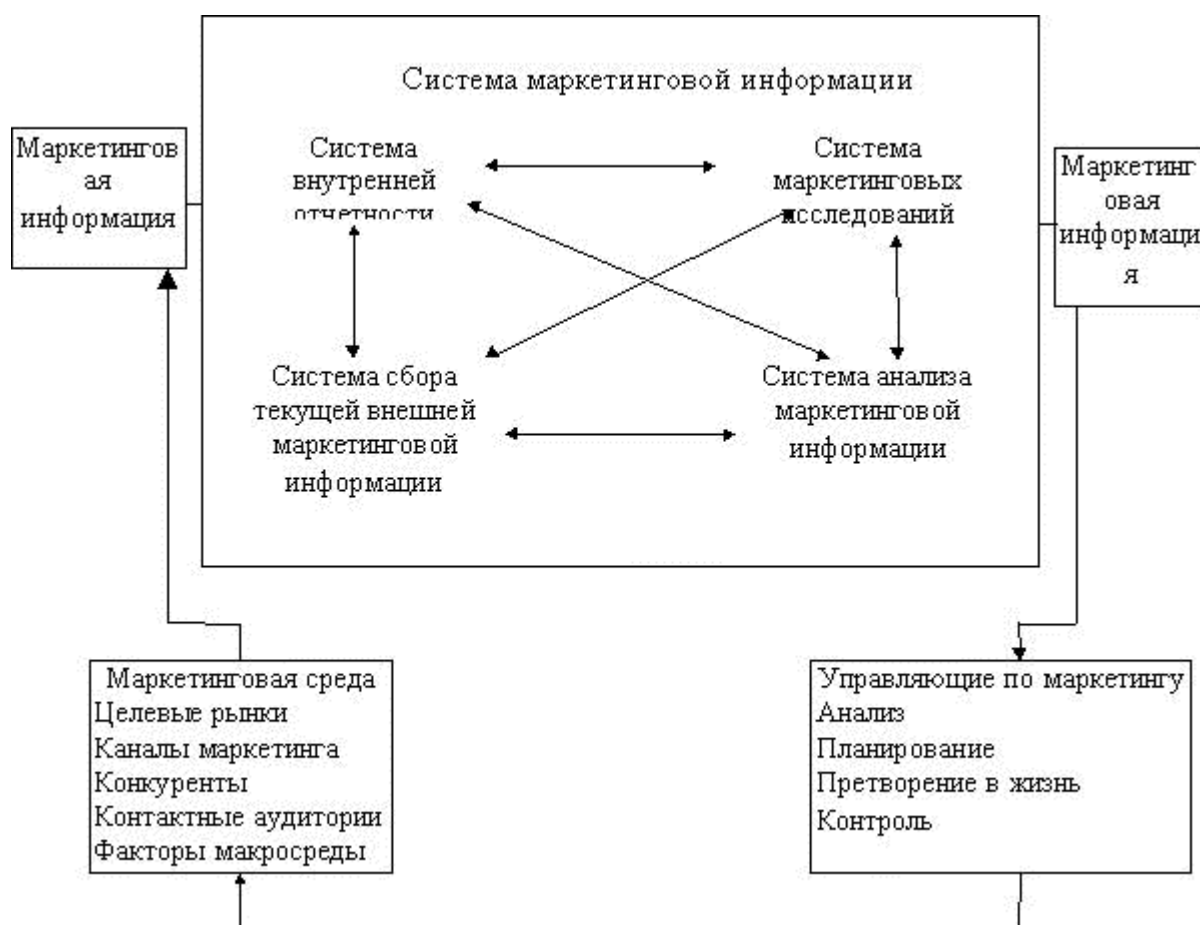 Система маркетинговой информации
Маркетингов
ая
информация
Система
внутренней
отчетности
Система
маркетинговых
исследований
Маркетинг
овая
информаци
я
Система сбора
текущей внешней
маркетинговой
информации
Система анализа
маркетинговой
информации
Маркетинговая среда
Целевые рынки
Каналы маркетинга
Конкуренты
Контактные аудитории
Факторы макросреды
Управляющие по маркетингу
Анализ
Планирование
Претворение в жизнь
Контроль